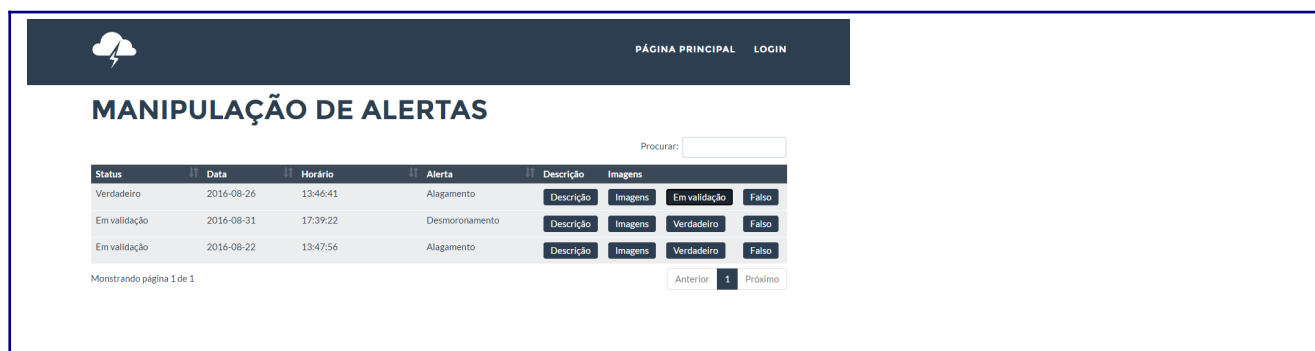 PÁGINA PRINCIPAL LOGIN
MANIPULAÇÃO DE ALERTAS
Procurar:
Status Data Horário Alerta Descrição Imagens
Verdadeiro 2016-08-26 13:46:41 Alagamento Descrição Imagens Em validação Falso
Em validação 2016-08-31 17:39:22 Desmoronamento Descrição Imagens Verdadeiro Falso
Em validação 2016-08-22 13:47:56 Alagamento Descrição Imagens Verdadeiro Falso
Monstrando página 1 de 1 Anterior 1 Próximo